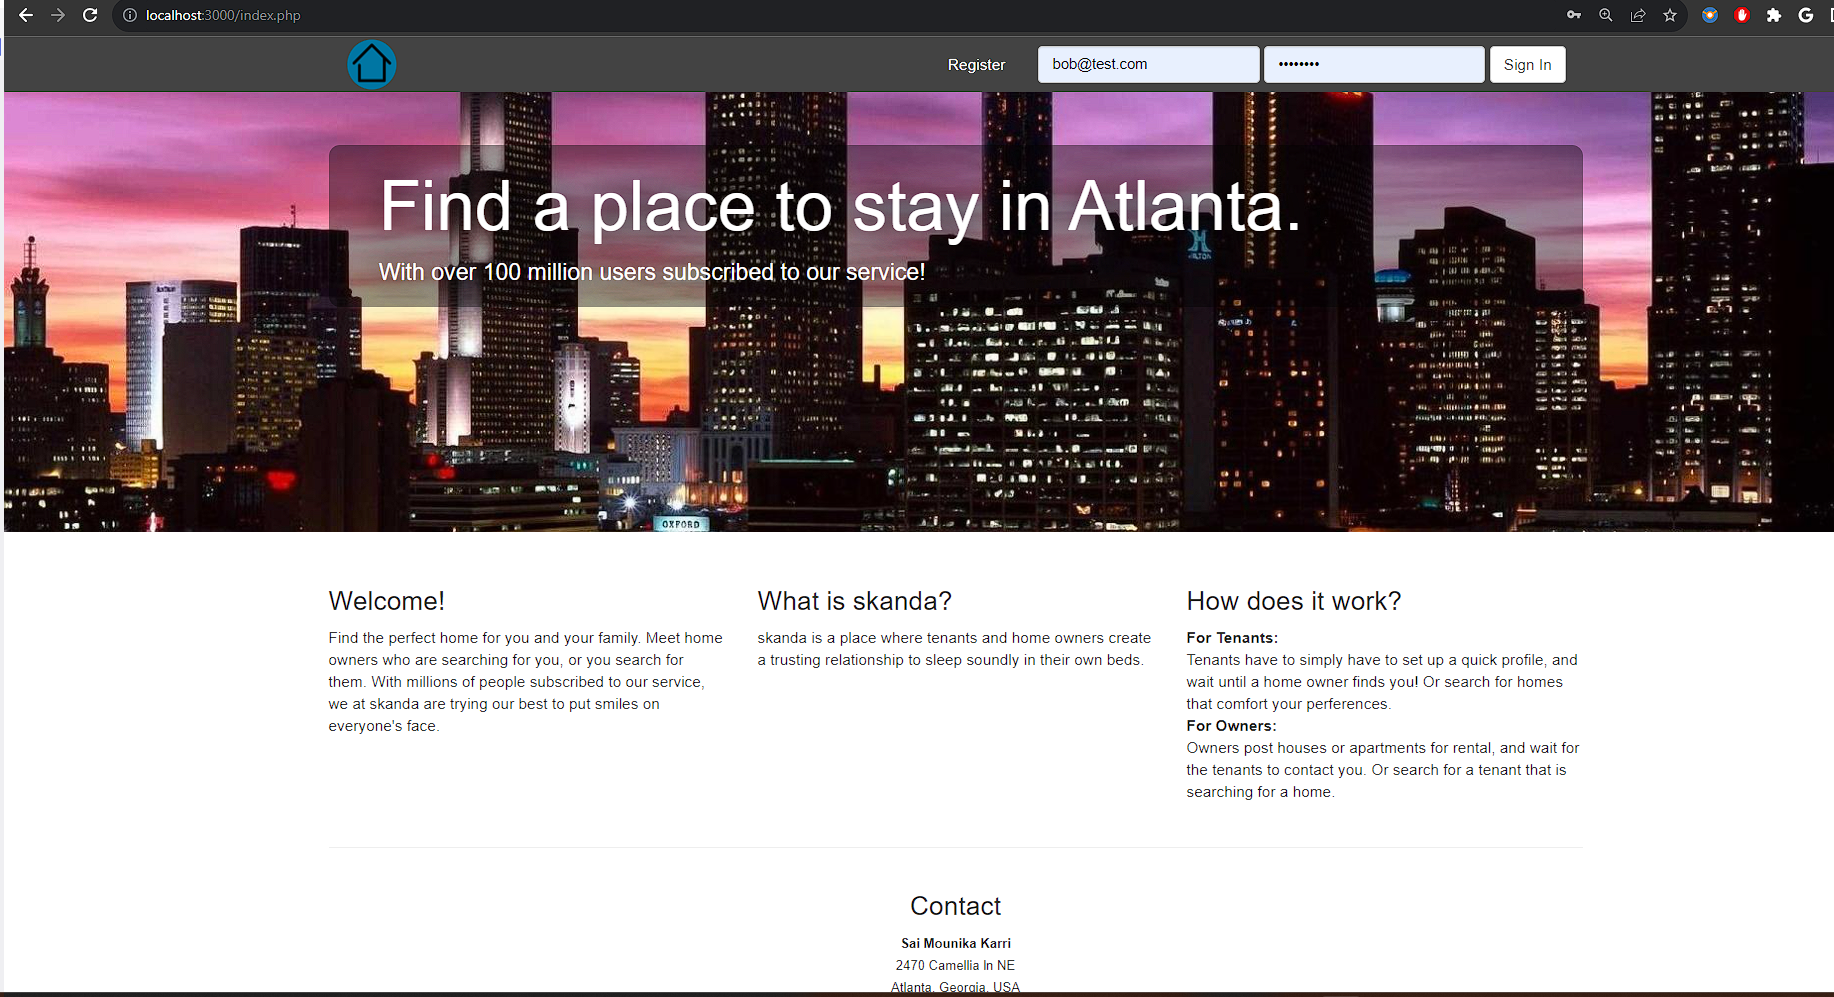 localhost:3000/index.php
Register
bob@test.com
••••••••
Sign In
Find a place to stay in Atlanta.
With over 100 million users subscribed to our service!
HILTON
OXFORD
Welcome!
Find the perfect home for you and your family. Meet home
owners who are searching for you, or you search for
them. With millions of people subscribed to our service,
we at skanda are trying our best to put smiles on
everyone's face.
What is skanda?
skanda is a place where tenants and home owners create
a trusting relationship to sleep soundly in their own beds.
How does it work?
For Tenants:
Tenants have to simply have to set up a quick profile, and
wait until a home owner finds you! Or search for homes
that comfort your perferences.
For Owners:
Owners post houses or apartments for rental, and wait for
the tenants to contact you. Or search for a tenant that is
searching for a home.
Contact
Sai Mounika Karri
2470 Camellia ln NE
Atlanta, Georgia, USA